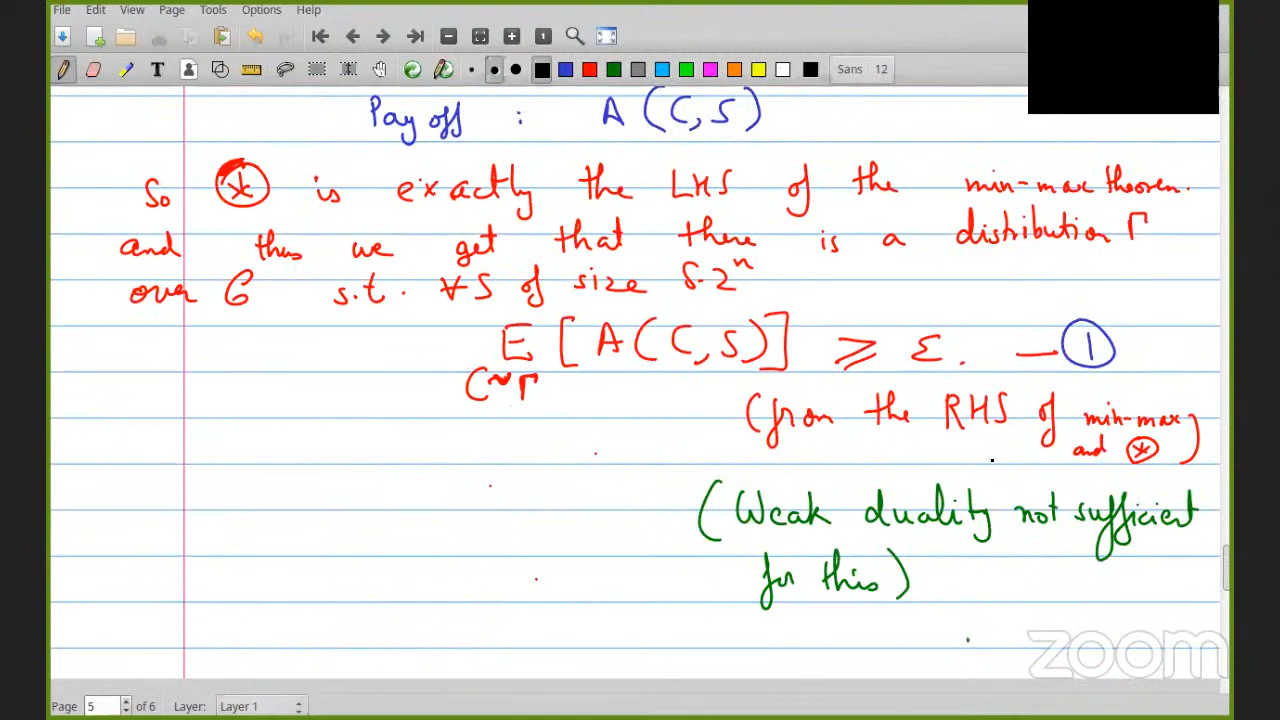 File Edit View Page Tools Options Help
Sans 12
Pay off : A (C, S)
So ⊛ is exactly the LHS of the min-max theorem.
and thus we get that there is a distribution Γ
over G s.t. ∀S of size δ·2ⁿ
E [A(C, S)] ⩾ ε. — ①
C~Γ
(from the RHS of min-max
and ⊛)
(Weak duality not sufficient
for this)
zoom
Page 5 of 6 Layer: Layer 1